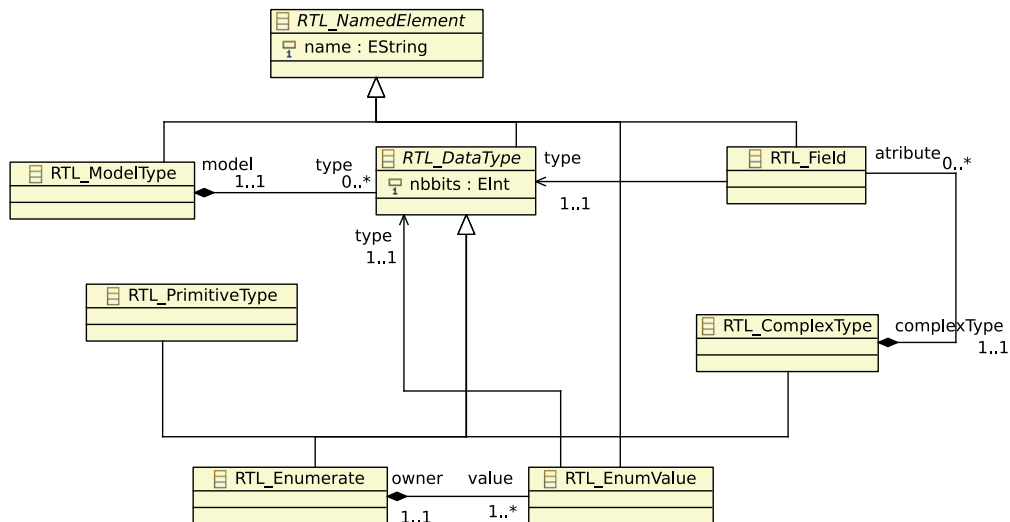 RTL_NamedElement
name : EString
RTL_ModelType
model
1..1
type
0..*
RTL_DataType
nbbits : EInt
type
1..1
RTL_Field
atribute
0..*
type
1..1
RTL_PrimitiveType
RTL_ComplexType
complexType
1..1
RTL_Enumerate
owner
1..1
value
1..*
RTL_EnumValue